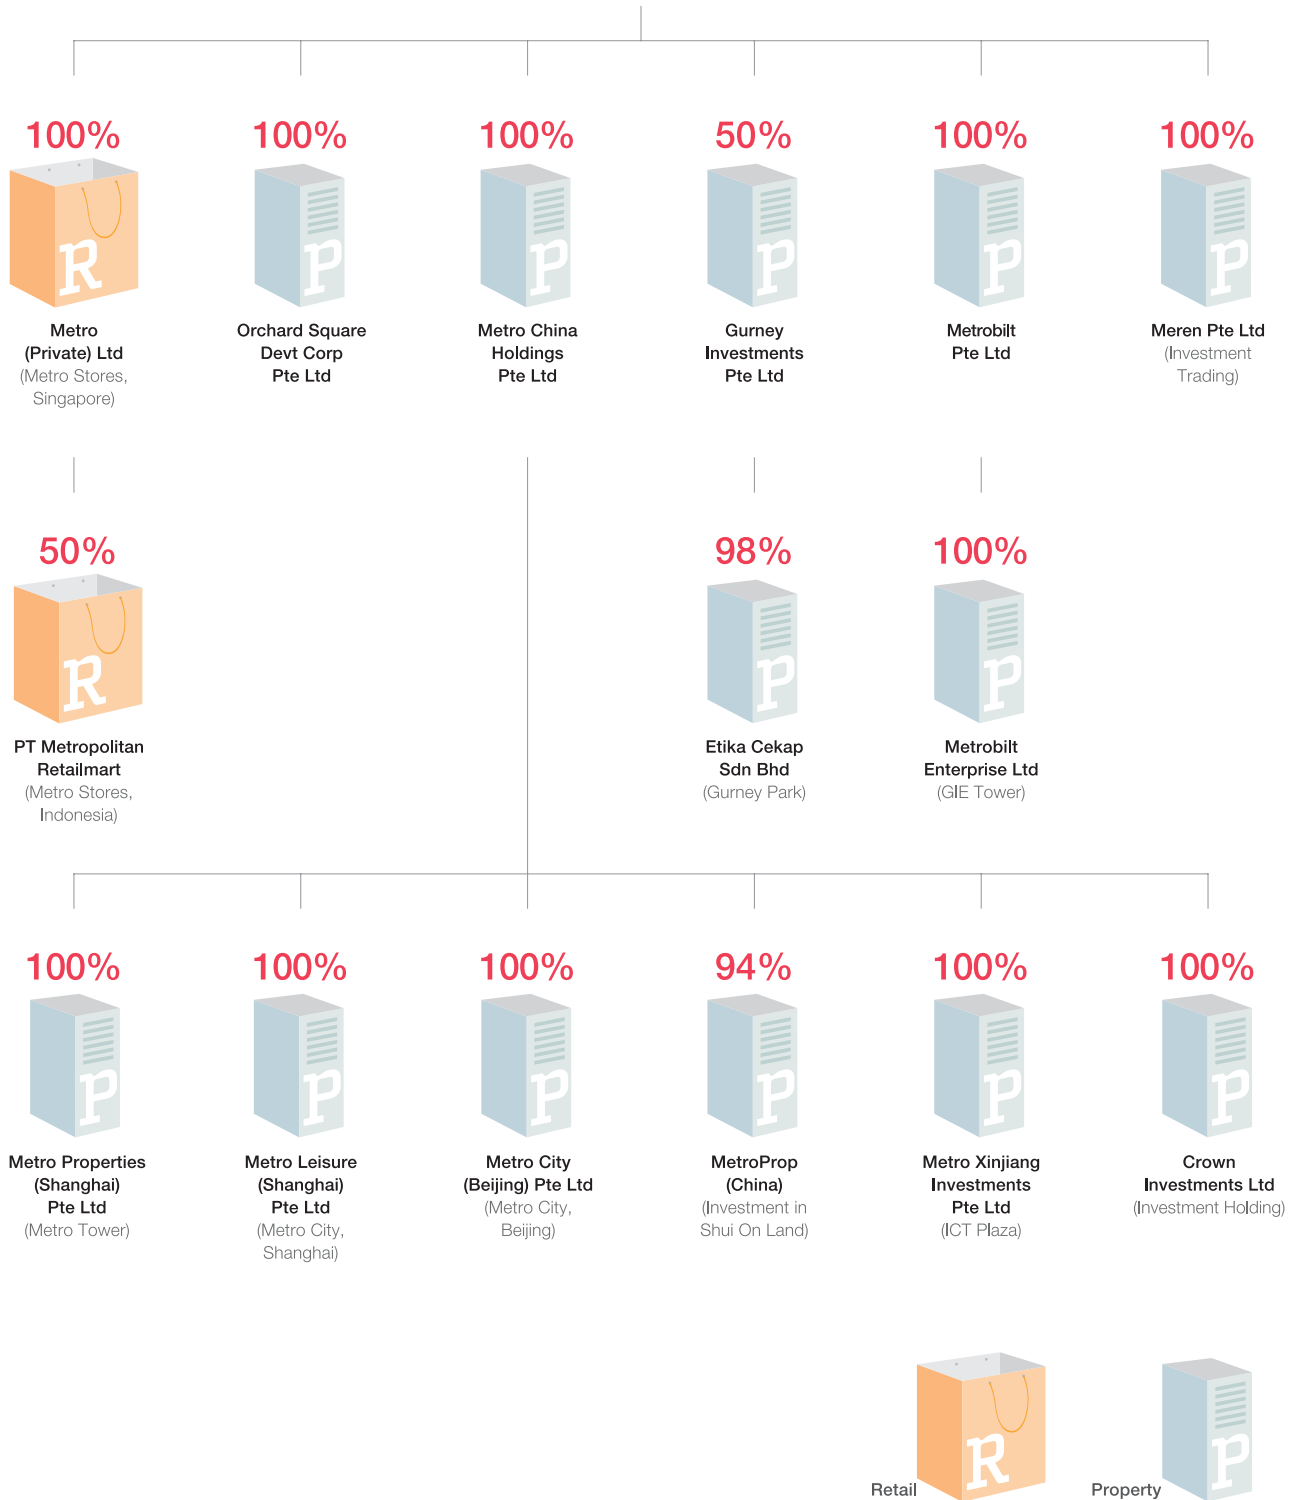 100%
R
Metro
(Private) Ltd
(Metro Stores,
Singapore)
100%
P
Orchard Square
Devt Corp
Pte Ltd
100%
P
Metro China
Holdings
Pte Ltd
50%
P
Gurney
Investments
Pte Ltd
100%
P
Metrobilt
Pte Ltd
100%
P
Meren Pte Ltd
(Investment
Trading)
50%
R
PT Metropolitan
Retailmart
(Metro Stores,
Indonesia)
98%
P
Etika Cekap
Sdn Bhd
(Gurney Park)
100%
P
Metrobilt
Enterprise Ltd
(GIE Tower)
100%
P
Metro Properties
(Shanghai)
Pte Ltd
(Metro Tower)
100%
P
Metro Leisure
(Shanghai)
Pte Ltd
(Metro City,
Shanghai)
100%
P
Metro City
(Beijing) Pte Ltd
(Metro City,
Beijing)
94%
P
MetroProp
(China)
(Investment in
Shui On Land)
100%
P
Metro Xinjiang
Investments
Pte Ltd
(ICT Plaza)
100%
P
Crown
Investments Ltd
(Investment Holding)
Retail
R
Property
P